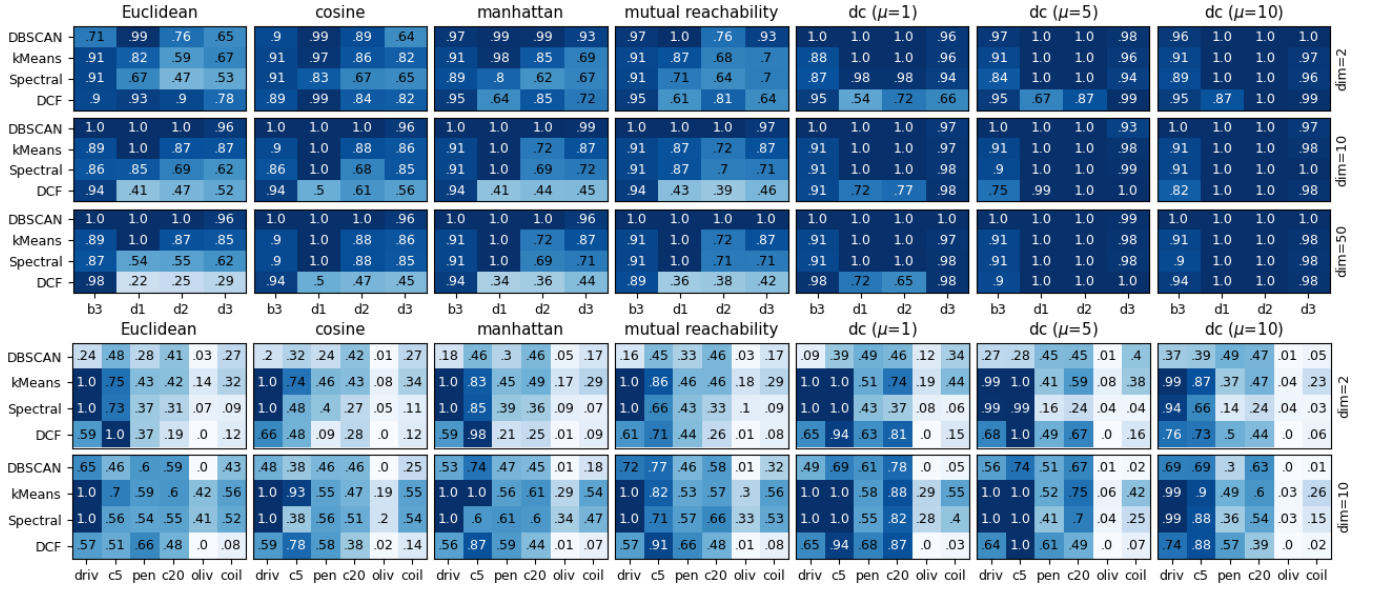 Euclidean cosine manhattan mutual reachability dc (μ=1) dc (μ=5) dc (μ=10)
DBSCAN .71 .99 .76 .65 .9 .99 .89 .64 .97 .99 .99 .93 .97 1.0 .76 .93 1.0 1.0 1.0 .96 .97 1.0 1.0 .98 .96 1.0 1.0 1.0
kMeans .91 .82 .59 .67 .91 .97 .86 .82 .91 .98 .85 .69 .91 .87 .68 .7 .88 1.0 1.0 .96 .91 1.0 1.0 .96 .91 1.0 1.0 .97
Spectral .91 .67 .47 .53 .91 .83 .67 .65 .89 .8 .62 .67 .91 .71 .64 .7 .87 .98 .98 .94 .84 1.0 1.0 .94 .89 1.0 1.0 .96
DCF .9 .93 .9 .78 .89 .99 .84 .82 .95 .64 .85 .72 .95 .61 .81 .64 .95 .54 .72 .66 .95 .67 .87 .99 .95 .87 1.0 .99
dim=2
DBSCAN 1.0 1.0 1.0 .96 1.0 1.0 1.0 .96 1.0 1.0 1.0 .99 1.0 1.0 1.0 .97 1.0 1.0 1.0 .97 1.0 1.0 1.0 .93 1.0 1.0 1.0 .97
kMeans .89 1.0 .87 .87 .9 1.0 .88 .86 .91 1.0 .72 .87 .91 .87 .72 .87 .91 1.0 1.0 .97 .91 1.0 1.0 .98 .91 1.0 1.0 .98
Spectral .86 .85 .69 .62 .86 1.0 .68 .85 .91 1.0 .69 .72 .91 .87 .7 .71 .91 1.0 1.0 .98 .9 1.0 1.0 .99 .91 1.0 1.0 1.0
DCF .94 .41 .47 .52 .94 .5 .61 .56 .94 .41 .44 .45 .94 .43 .39 .46 .91 .72 .77 .98 .75 .99 1.0 1.0 .82 1.0 1.0 .98
dim=10
DBSCAN 1.0 1.0 1.0 .96 1.0 1.0 1.0 .96 1.0 1.0 1.0 .96 1.0 1.0 1.0 1.0 1.0 1.0 1.0 1.0 1.0 1.0 1.0 .99 1.0 1.0 1.0 1.0
kMeans .89 1.0 .87 .85 .9 1.0 .88 .86 .91 1.0 .72 .87 .91 1.0 .72 .87 .91 1.0 1.0 .97 .91 1.0 1.0 .98 .91 1.0 1.0 .98
Spectral .87 .54 .55 .62 .9 1.0 .88 .85 .91 1.0 .69 .71 .91 1.0 .71 .71 .91 1.0 1.0 .98 .91 1.0 1.0 .98 .9 1.0 1.0 .98
DCF .98 .22 .25 .29 .94 .5 .47 .45 .94 .34 .36 .44 .89 .36 .38 .42 .98 .72 .65 .98 .9 1.0 1.0 1.0 .94 1.0 1.0 .98
dim=50
b3 d1 d2 d3 b3 d1 d2 d3 b3 d1 d2 d3 b3 d1 d2 d3 b3 d1 d2 d3 b3 d1 d2 d3 b3 d1 d2 d3
Euclidean cosine manhattan mutual reachability dc (μ=1) dc (μ=5) dc (μ=10)
DBSCAN .24 .48 .28 .41 .03 .27 .2 .32 .24 .42 .01 .27 .18 .46 .3 .46 .05 .17 .16 .45 .33 .46 .03 .17 .09 .39 .49 .46 .12 .34 .27 .28 .45 .45 .01 .4 .37 .39 .49 .47 .01 .05
kMeans 1.0 .75 .43 .42 .14 .32 1.0 .74 .46 .43 .08 .34 1.0 .83 .45 .49 .17 .29 1.0 .86 .46 .46 .18 .29 1.0 1.0 .51 .74 .19 .44 .99 1.0 .41 .59 .08 .38 .99 .87 .37 .47 .04 .23
Spectral 1.0 .73 .37 .31 .07 .09 1.0 .48 .4 .27 .05 .11 1.0 .85 .39 .36 .09 .07 1.0 .66 .43 .33 .1 .09 1.0 1.0 .43 .37 .08 .06 .99 .99 .16 .24 .04 .04 .94 .66 .14 .24 .04 .03
DCF .59 1.0 .37 .19 .0 .12 .66 .48 .09 .28 .0 .12 .59 .98 .21 .25 .01 .09 .61 .71 .44 .26 .01 .08 .65 .94 .63 .81 .0 .15 .68 1.0 .49 .67 .0 .16 .76 .73 .5 .44 .0 .06
dim=2
DBSCAN .65 .46 .6 .59 .0 .43 .48 .38 .46 .46 .0 .25 .53 .74 .47 .45 .01 .18 .72 .77 .46 .58 .01 .32 .49 .69 .61 .78 .0 .05 .56 .74 .51 .67 .01 .02 .69 .69 .3 .63 .0 .01
kMeans 1.0 .7 .59 .6 .42 .56 1.0 .93 .55 .47 .19 .55 1.0 1.0 .56 .61 .29 .54 1.0 .82 .53 .57 .3 .56 1.0 1.0 .58 .88 .29 .55 1.0 1.0 .52 .75 .06 .42 .99 .9 .49 .6 .03 .26
Spectral 1.0 .56 .54 .55 .41 .52 1.0 .38 .56 .51 .2 .54 1.0 .6 .61 .6 .34 .47 1.0 .71 .57 .66 .33 .53 1.0 1.0 .55 .82 .28 .4 1.0 1.0 .41 .7 .04 .25 .99 .88 .36 .54 .03 .15
DCF .57 .51 .66 .48 .0 .08 .59 .78 .58 .38 .02 .14 .56 .87 .59 .44 .01 .07 .57 .91 .66 .48 .01 .08 .65 .94 .68 .87 .0 .03 .64 1.0 .61 .49 .0 .07 .74 .88 .57 .39 .0 .02
dim=10
driv c5 pen c20 oliv coil driv c5 pen c20 oliv coil driv c5 pen c20 oliv coil driv c5 pen c20 oliv coil driv c5 pen c20 oliv coil driv c5 pen c20 oliv coil driv c5 pen c20 oliv coil